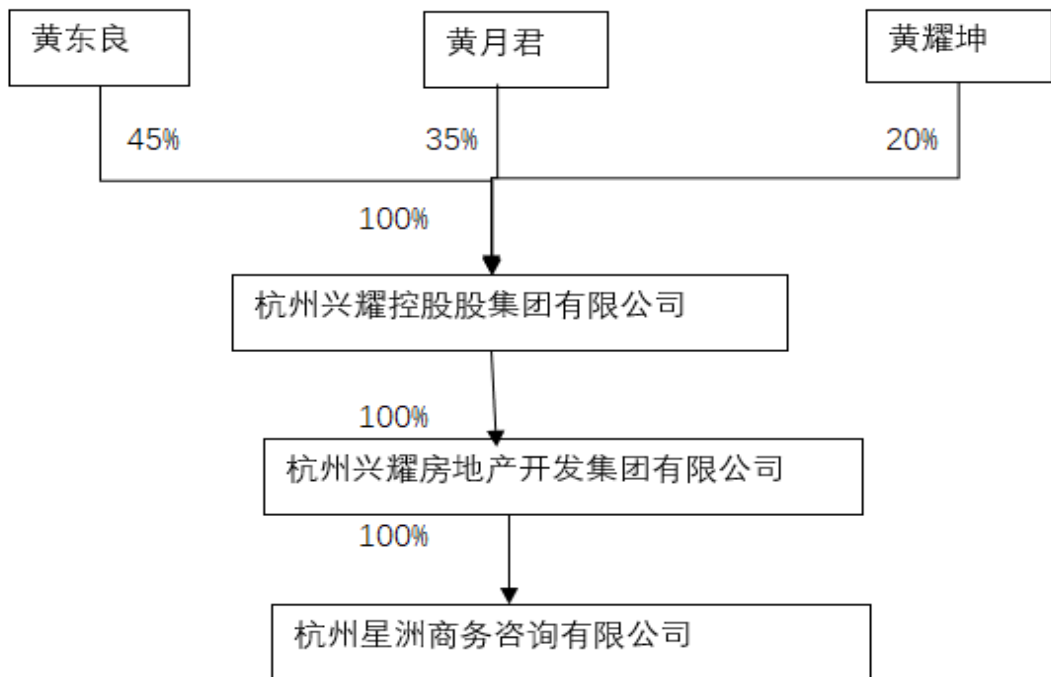 黄东良
黄月君
黄耀坤
45%
35%
20%
100%
杭州兴耀控股股集团有限公司
100%
杭州兴耀房地产开发集团有限公司
100%
杭州星洲商务咨询有限公司